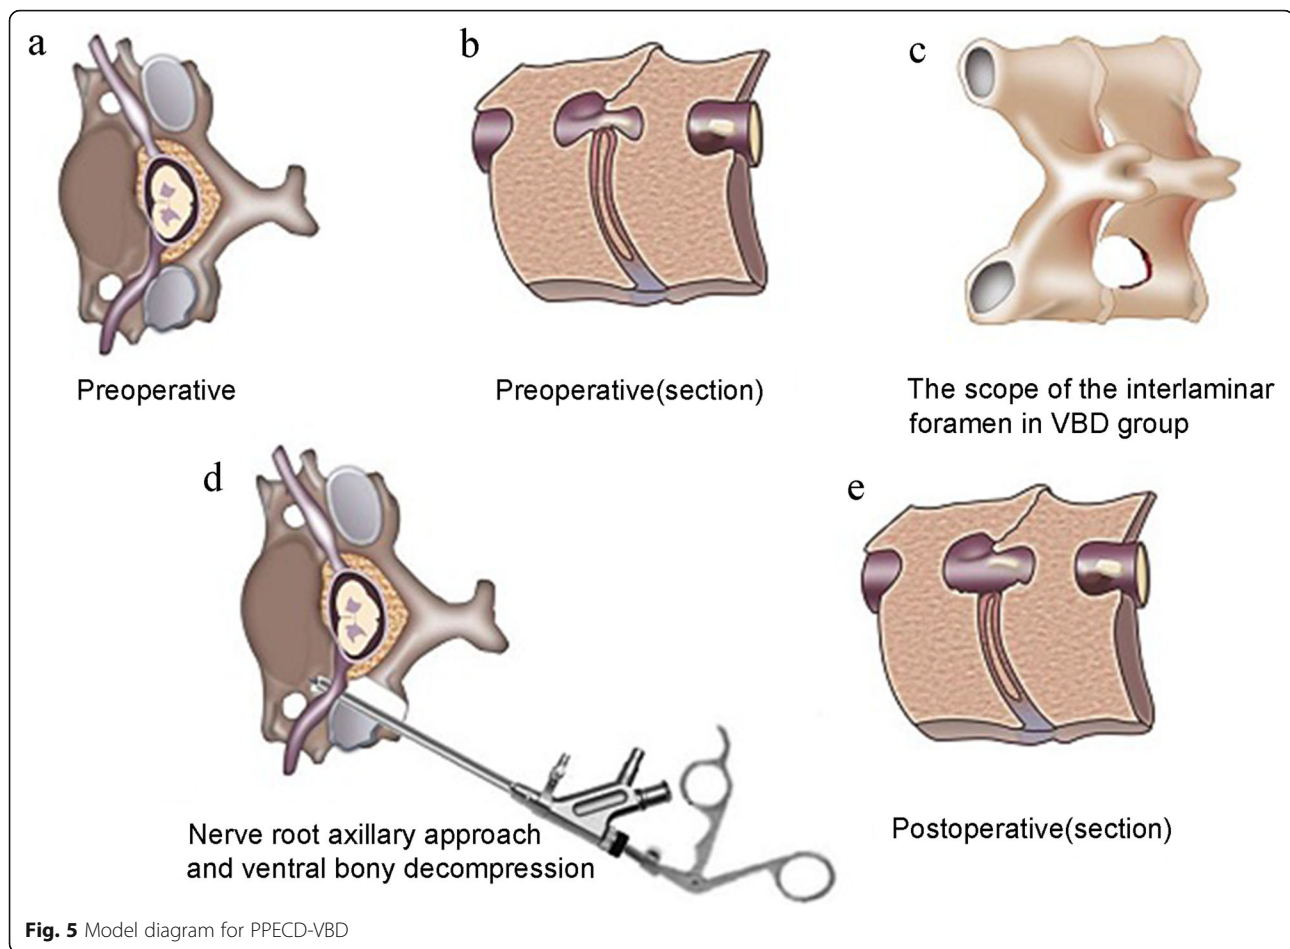 a
b
c
Preoperative
Preoperative(section)
The scope of the interlaminar
foramen in VBD group
d
e
Nerve root axillary approach
and ventral bony decompression
Postoperative(section)
Fig. 5 Model diagram for PPECD-VBD